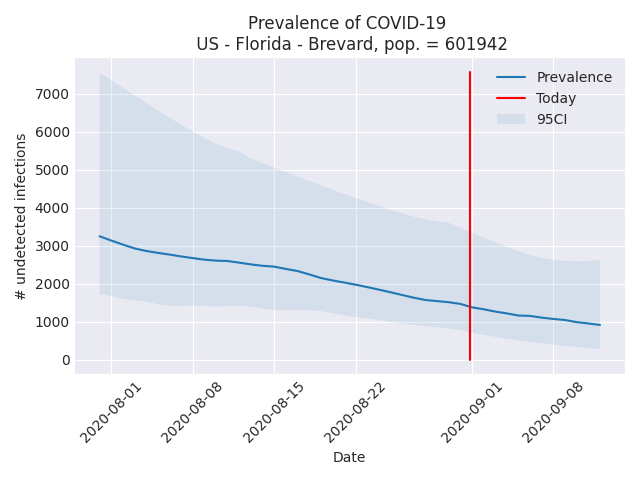 Prevalence of COVID-19
US - Florida - Brevard, pop. = 601942
Prevalence
Today
95CI
# undetected infections
7000
6000
5000
4000
3000
2000
1000
0
2020-08-01
2020-08-08
2020-08-15
2020-08-22
2020-09-01
2020-09-08
Date